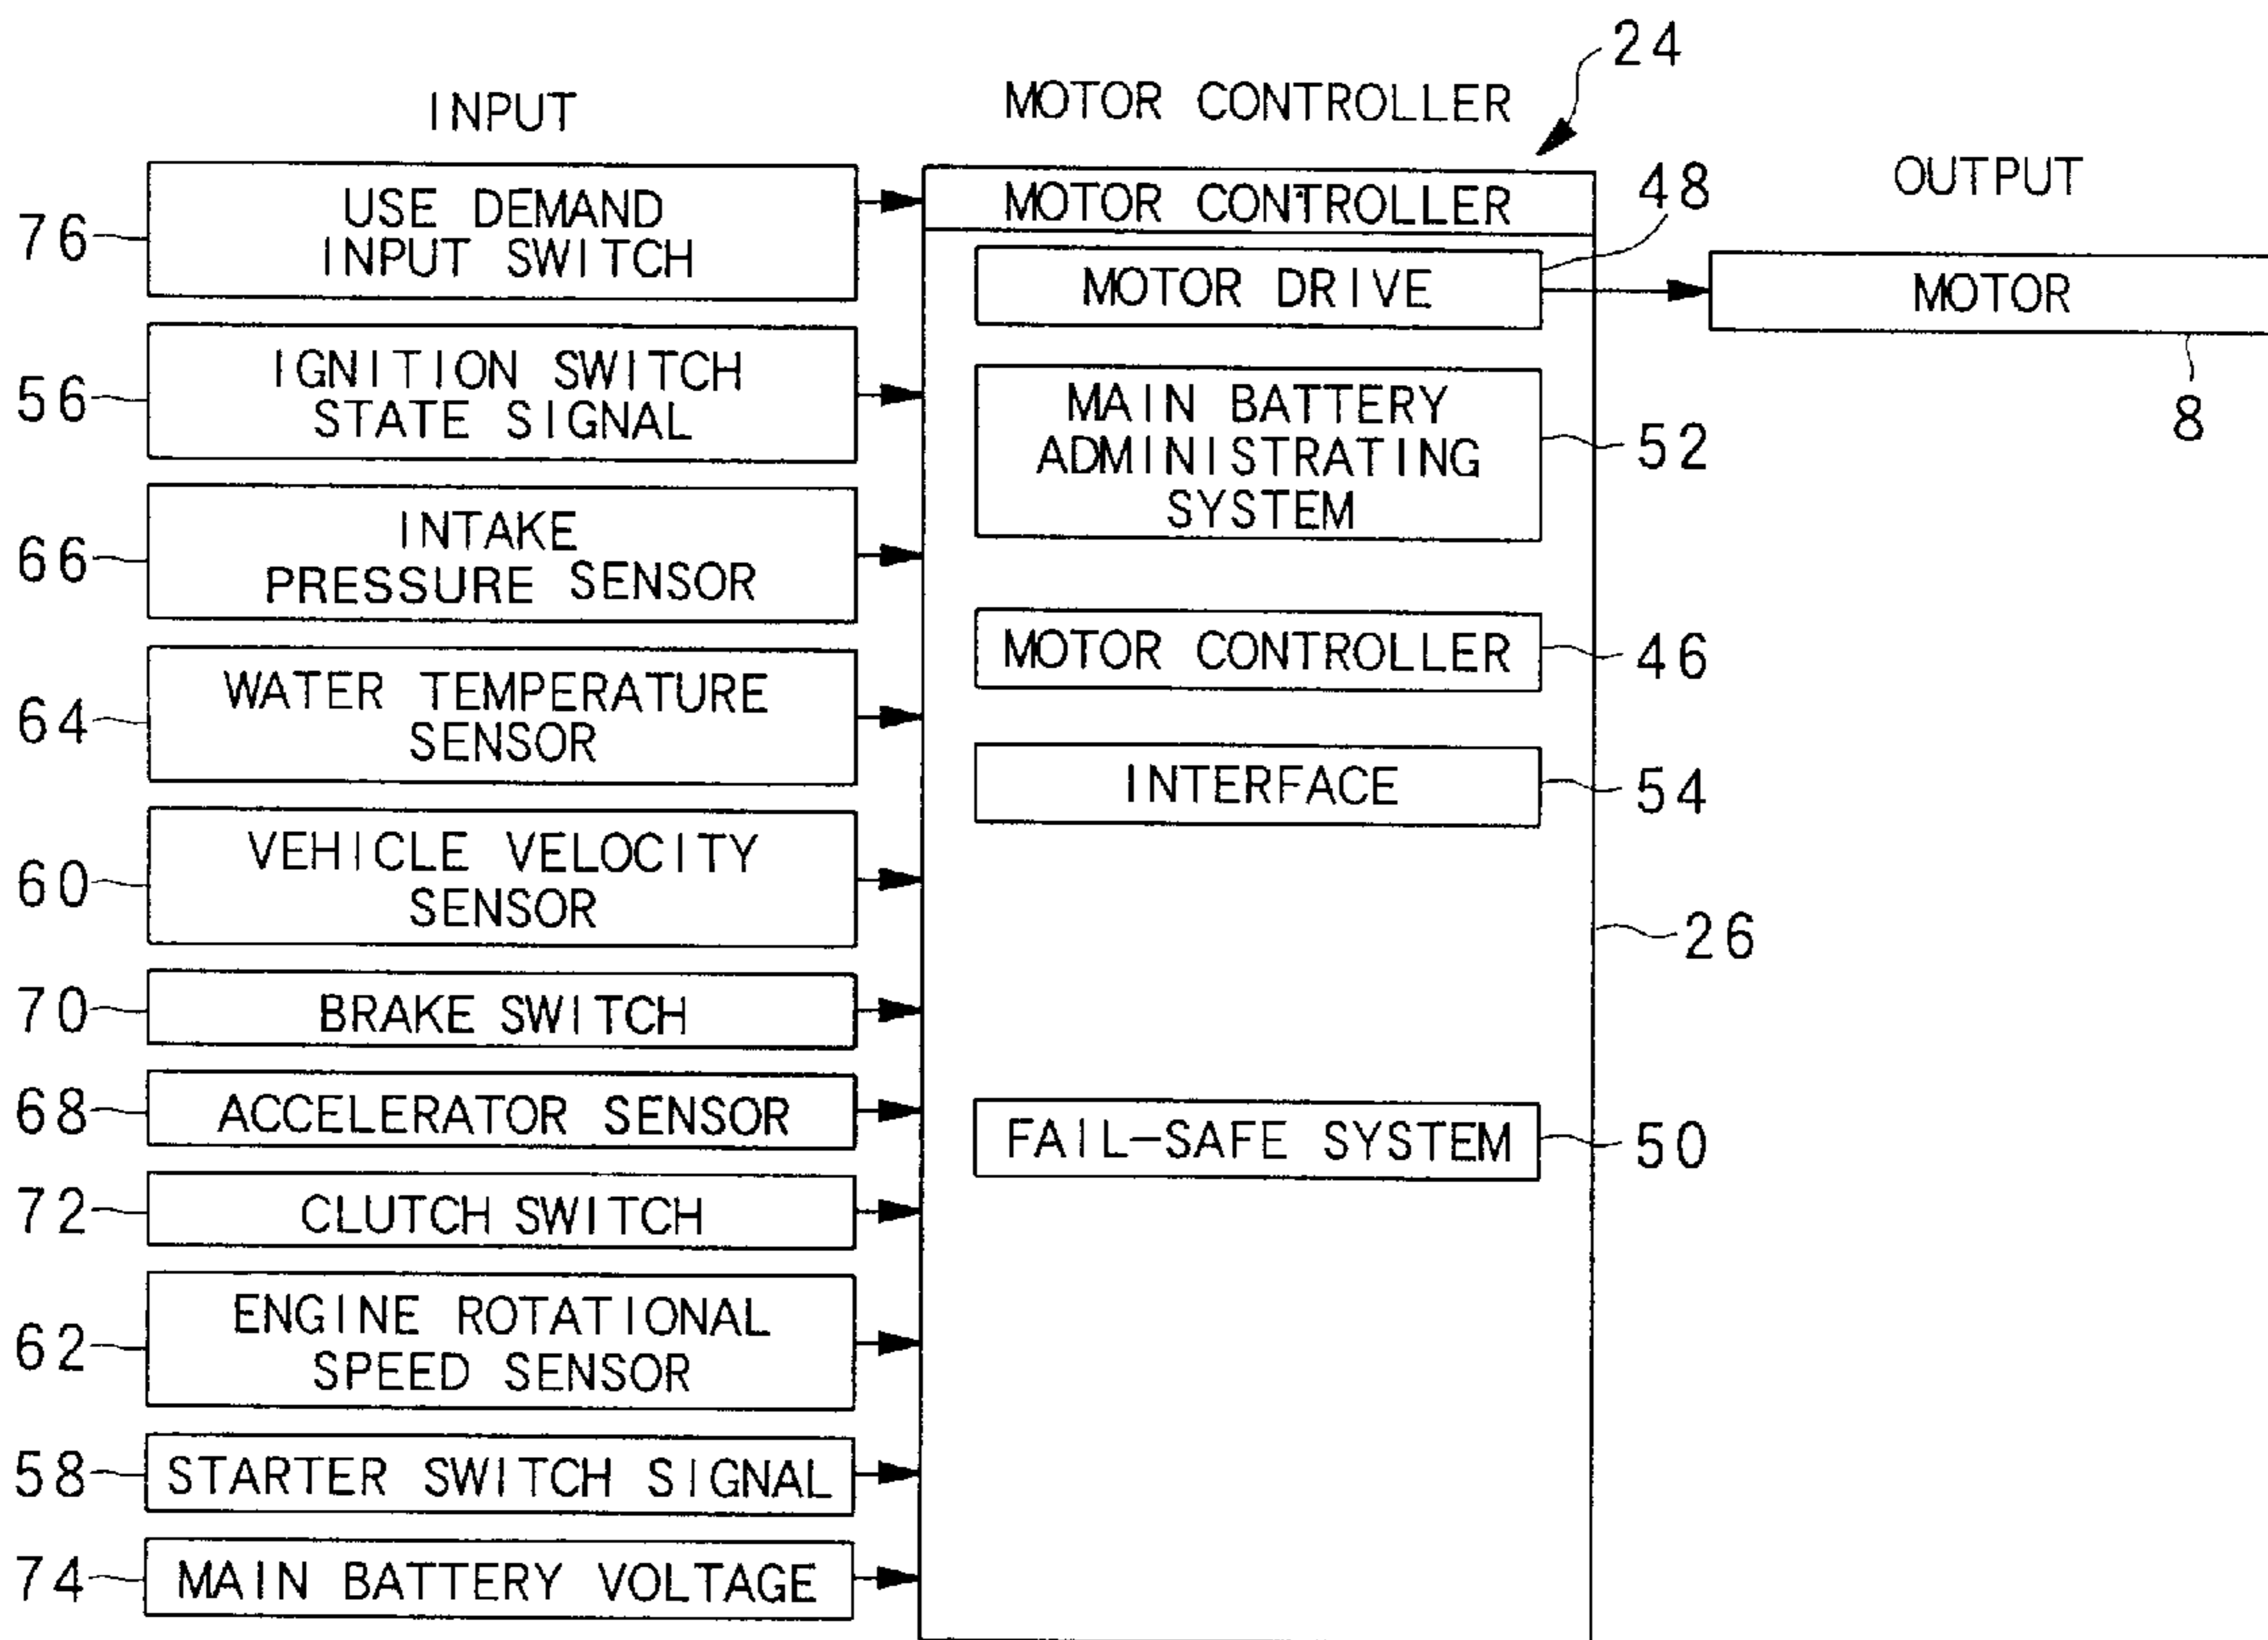 INPUT
76
USE DEMAND
INPUT SWITCH
56
IGNITION SWITCH
STATE SIGNAL
66
INTAKE
PRESSURE SENSOR
64
WATER TEMPERATURE
SENSOR
60
VEHICLE VELOCITY
SENSOR
70
BRAKE SWITCH
68
ACCELERATOR SENSOR
72
CLUTCH SWITCH
62
ENGINE ROTATIONAL
SPEED SENSOR
58
STARTER SWITCH SIGNAL
74
MAIN BATTERY VOLTAGE
MOTOR CONTROLLER
24
MOTOR CONTROLLER
MOTOR DRIVE
48
MAIN BATTERY
ADMINISTRATING
SYSTEM
52
MOTOR CONTROLLER
46
INTERFACE
54
26
FAIL-SAFE SYSTEM
50
OUTPUT
MOTOR
8